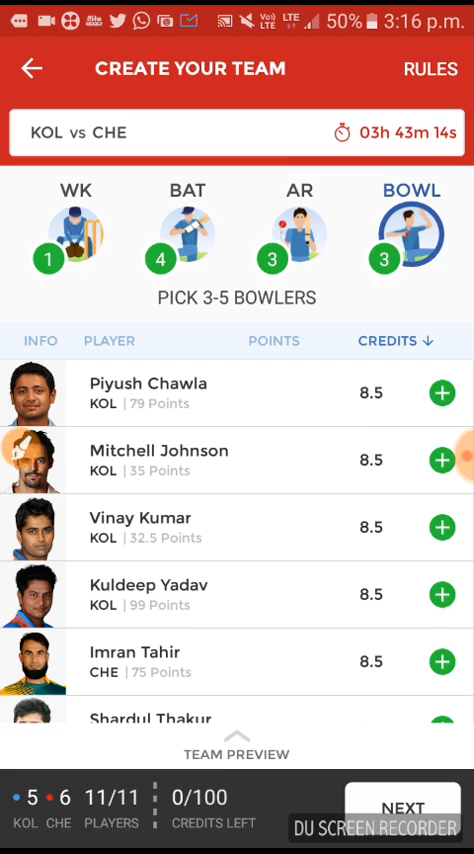 Vo)) LTE LTE 50% 3:16 p.m.
CREATE YOUR TEAM RULES
KOL vs CHE 03h 43m 14s
WK BAT AR BOWL
1 4 3 3
PICK 3-5 BOWLERS
INFO PLAYER POINTS CREDITS ↓
Piyush Chawla 8.5
KOL | 79 Points
Mitchell Johnson 8.5
KOL | 35 Points
Vinay Kumar 8.5
KOL | 32.5 Points
Kuldeep Yadav 8.5
KOL | 99 Points
Imran Tahir 8.5
CHE | 75 Points
Shardul Thakur
TEAM PREVIEW
5 6 11/11 0/100 NEXT
KOL CHE PLAYERS CREDITS LEFT
DU SCREEN RECORDER